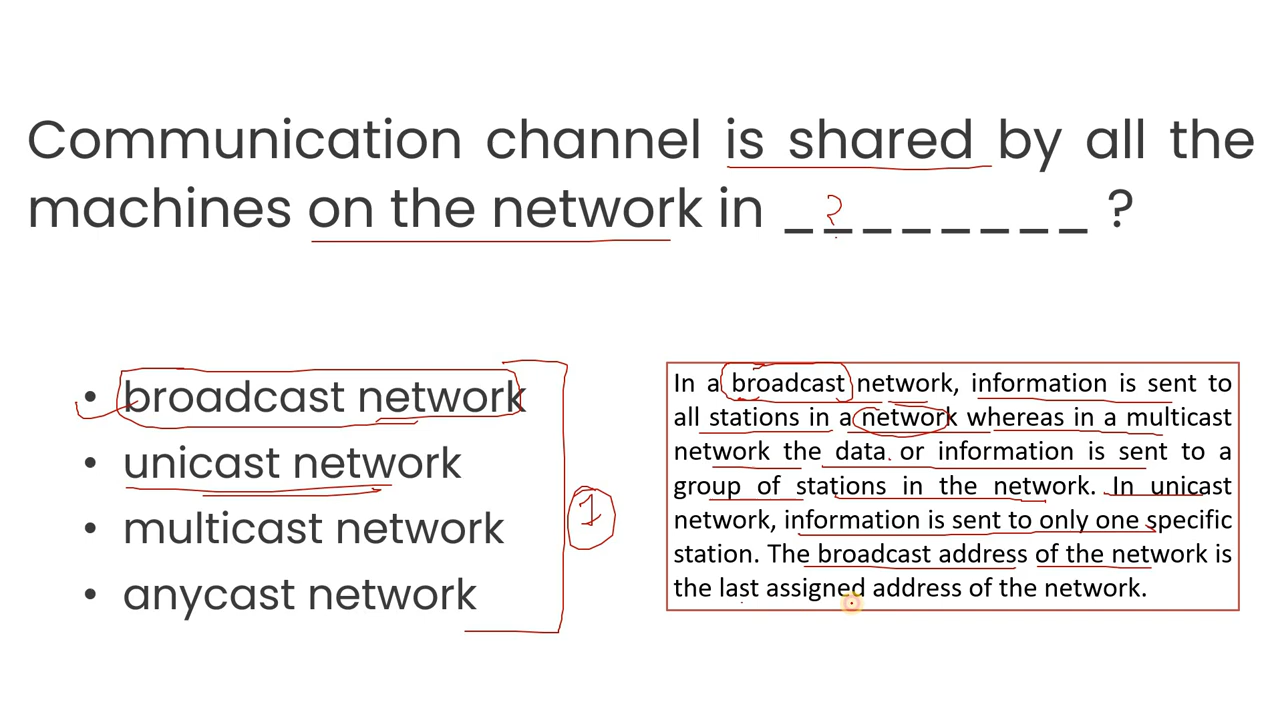 Communication channel is shared by all the
machines on the network in ________ ?
?
• broadcast network
• unicast network
• multicast network
• anycast network
1
In a broadcast network, information is sent to
all stations in a network whereas in a multicast
network the data or information is sent to a
group of stations in the network. In unicast
network, information is sent to only one specific
station. The broadcast address of the network is
the last assigned address of the network.